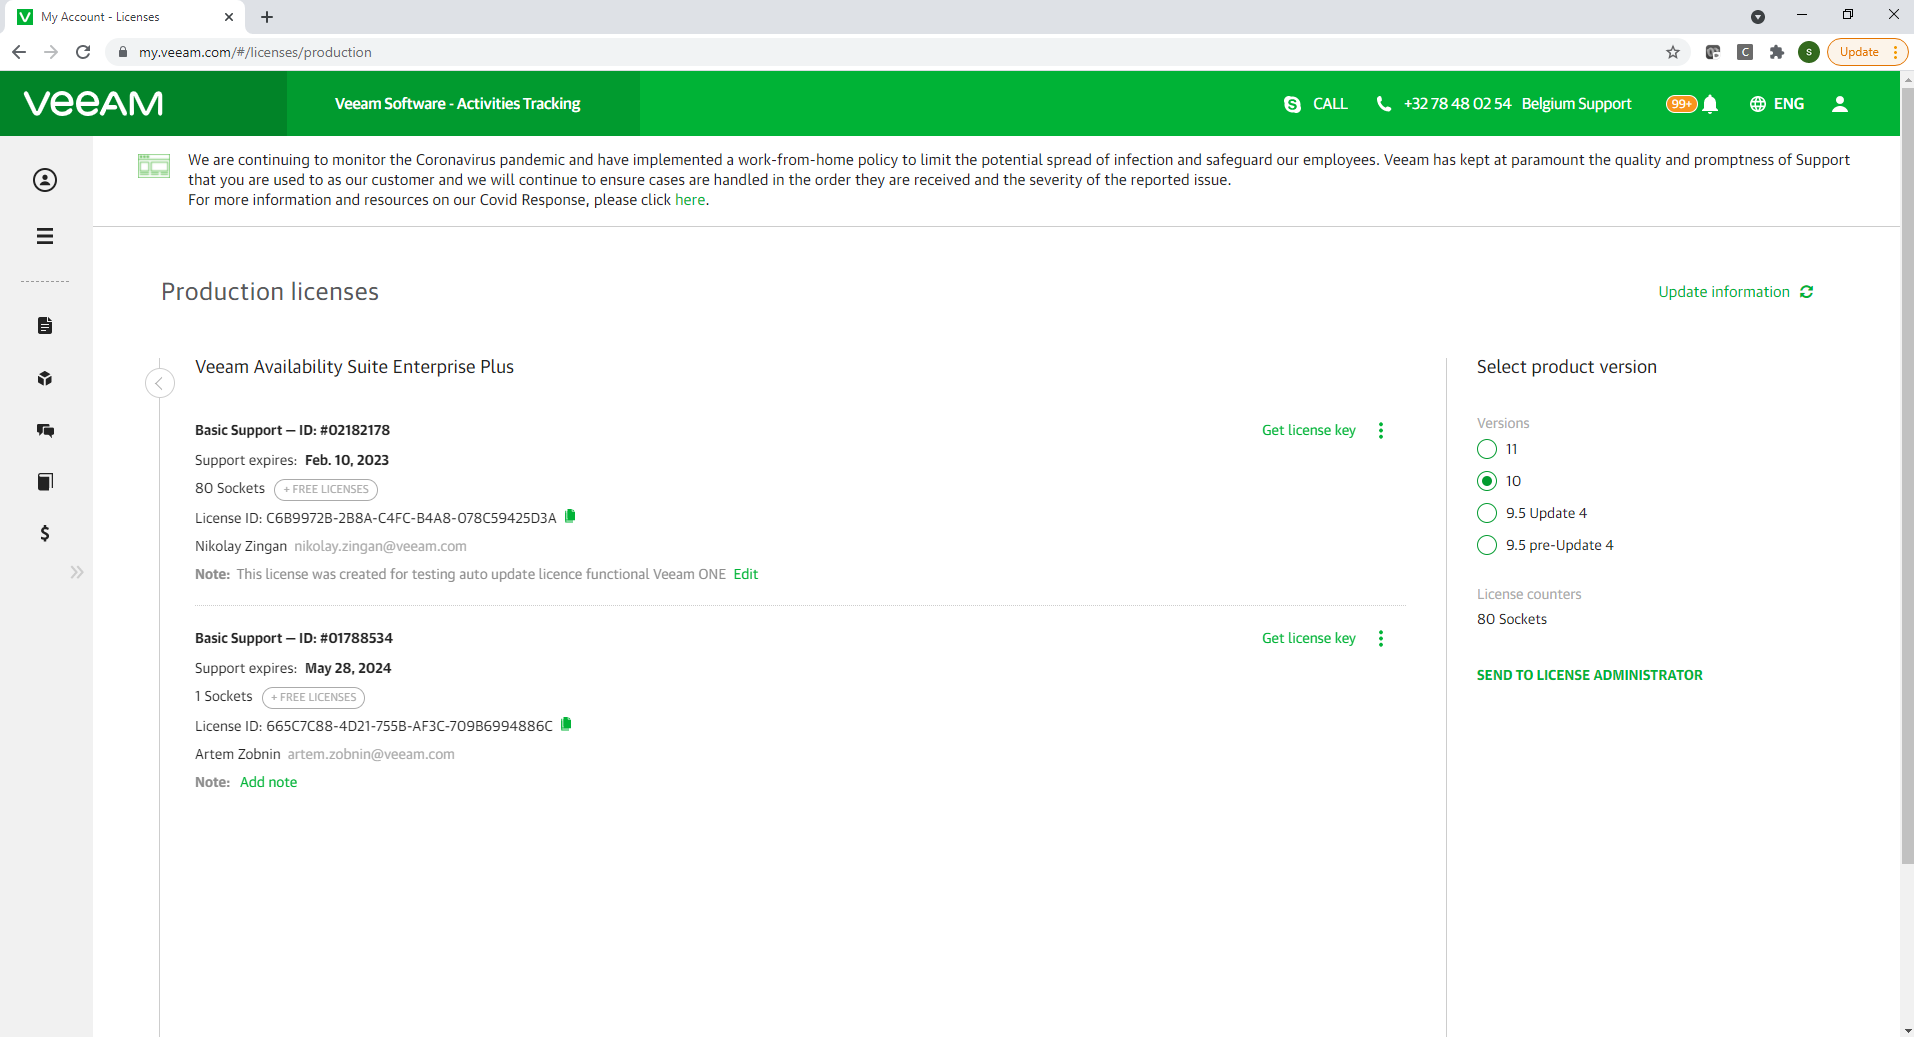 My Account - Licenses
my.veeam.com/#/licenses/production
S
C
Update
VEEAM
Veeam Software - Activities Tracking
CALL
+32 78 48 02 54 Belgium Support
99+
ENG
We are continuing to monitor the Coronavirus pandemic and have implemented a work-from-home policy to limit the potential spread of infection and safeguard our employees. Veeam has kept at paramount the quality and promptness of Support
that you are used to as our customer and we will continue to ensure cases are handled in the order they are received and the severity of the reported issue.
For more information and resources on our Covid Response, please click here.
Production licenses
Update information
Veeam Availability Suite Enterprise Plus
Basic Support – ID: #02182178
Get license key
Support expires: Feb. 10, 2023
80 Sockets + FREE LICENSES
License ID: C6B9972B-2B8A-C4FC-B4A8-078C59425D3A
Nikolay Zingan nikolay.zingan@veeam.com
Note: This license was created for testing auto update licence functional Veeam ONE Edit
Basic Support – ID: #01788534
Get license key
Support expires: May 28, 2024
1 Sockets + FREE LICENSES
License ID: 665C7C88-4D21-755B-AF3C-709B6994886C
Artem Zobnin artem.zobnin@veeam.com
Note: Add note
Select product version
Versions
11
10
9.5 Update 4
9.5 pre-Update 4
License counters
80 Sockets
SEND TO LICENSE ADMINISTRATOR